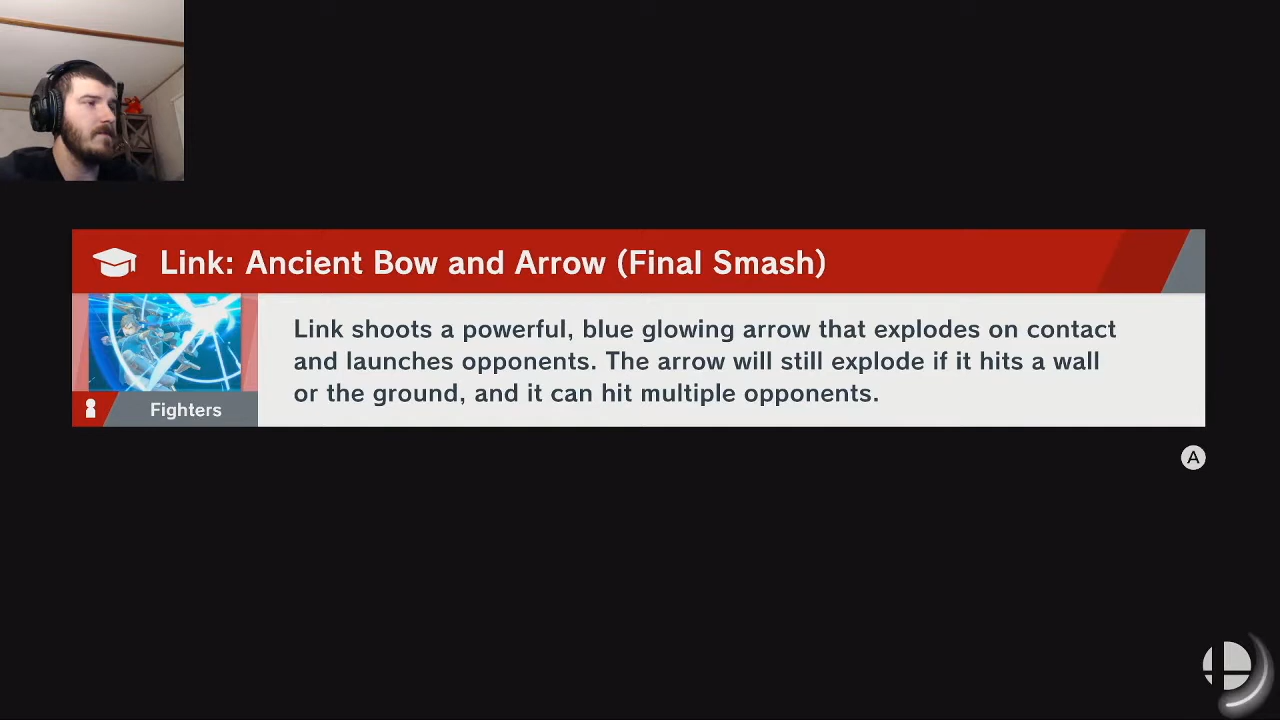 Link: Ancient Bow and Arrow (Final Smash)
Link shoots a powerful, blue glowing arrow that explodes on contact
and launches opponents. The arrow will still explode if it hits a wall
or the ground, and it can hit multiple opponents.
Fighters
A